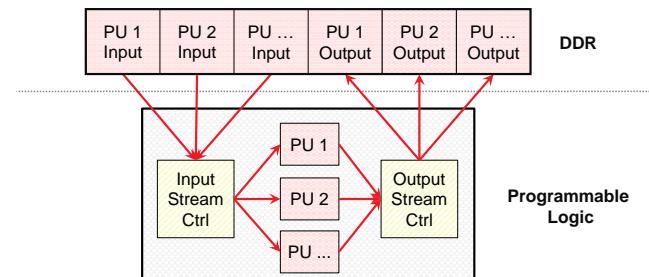 PU 1
Input
PU 2
Input
PU ...
Input
PU 1
Output
PU 2
Output
PU ...
Output
DDR
PU 1
Input
Stream
Ctrl
PU 2
Output
Stream
Ctrl
PU ...
Programmable
Logic